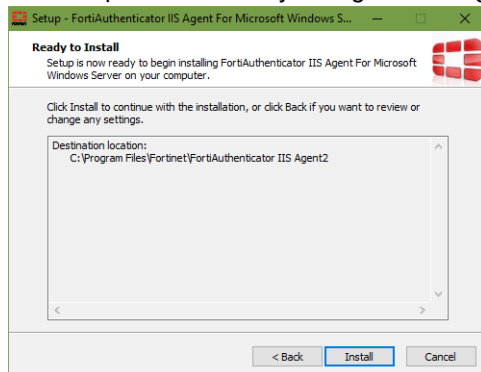 Setup - FortiAuthenticator IIS Agent For Microsoft Windows S...
Ready to Install
Setup is now ready to begin installing FortiAuthenticator IIS Agent For Microsoft
Windows Server on your computer.
Click Install to continue with the installation, or click Back if you want to review or
change any settings.
Destination location:
C:\Program Files\Fortinet\FortiAuthenticator IIS Agent2
< Back
Install
Cancel